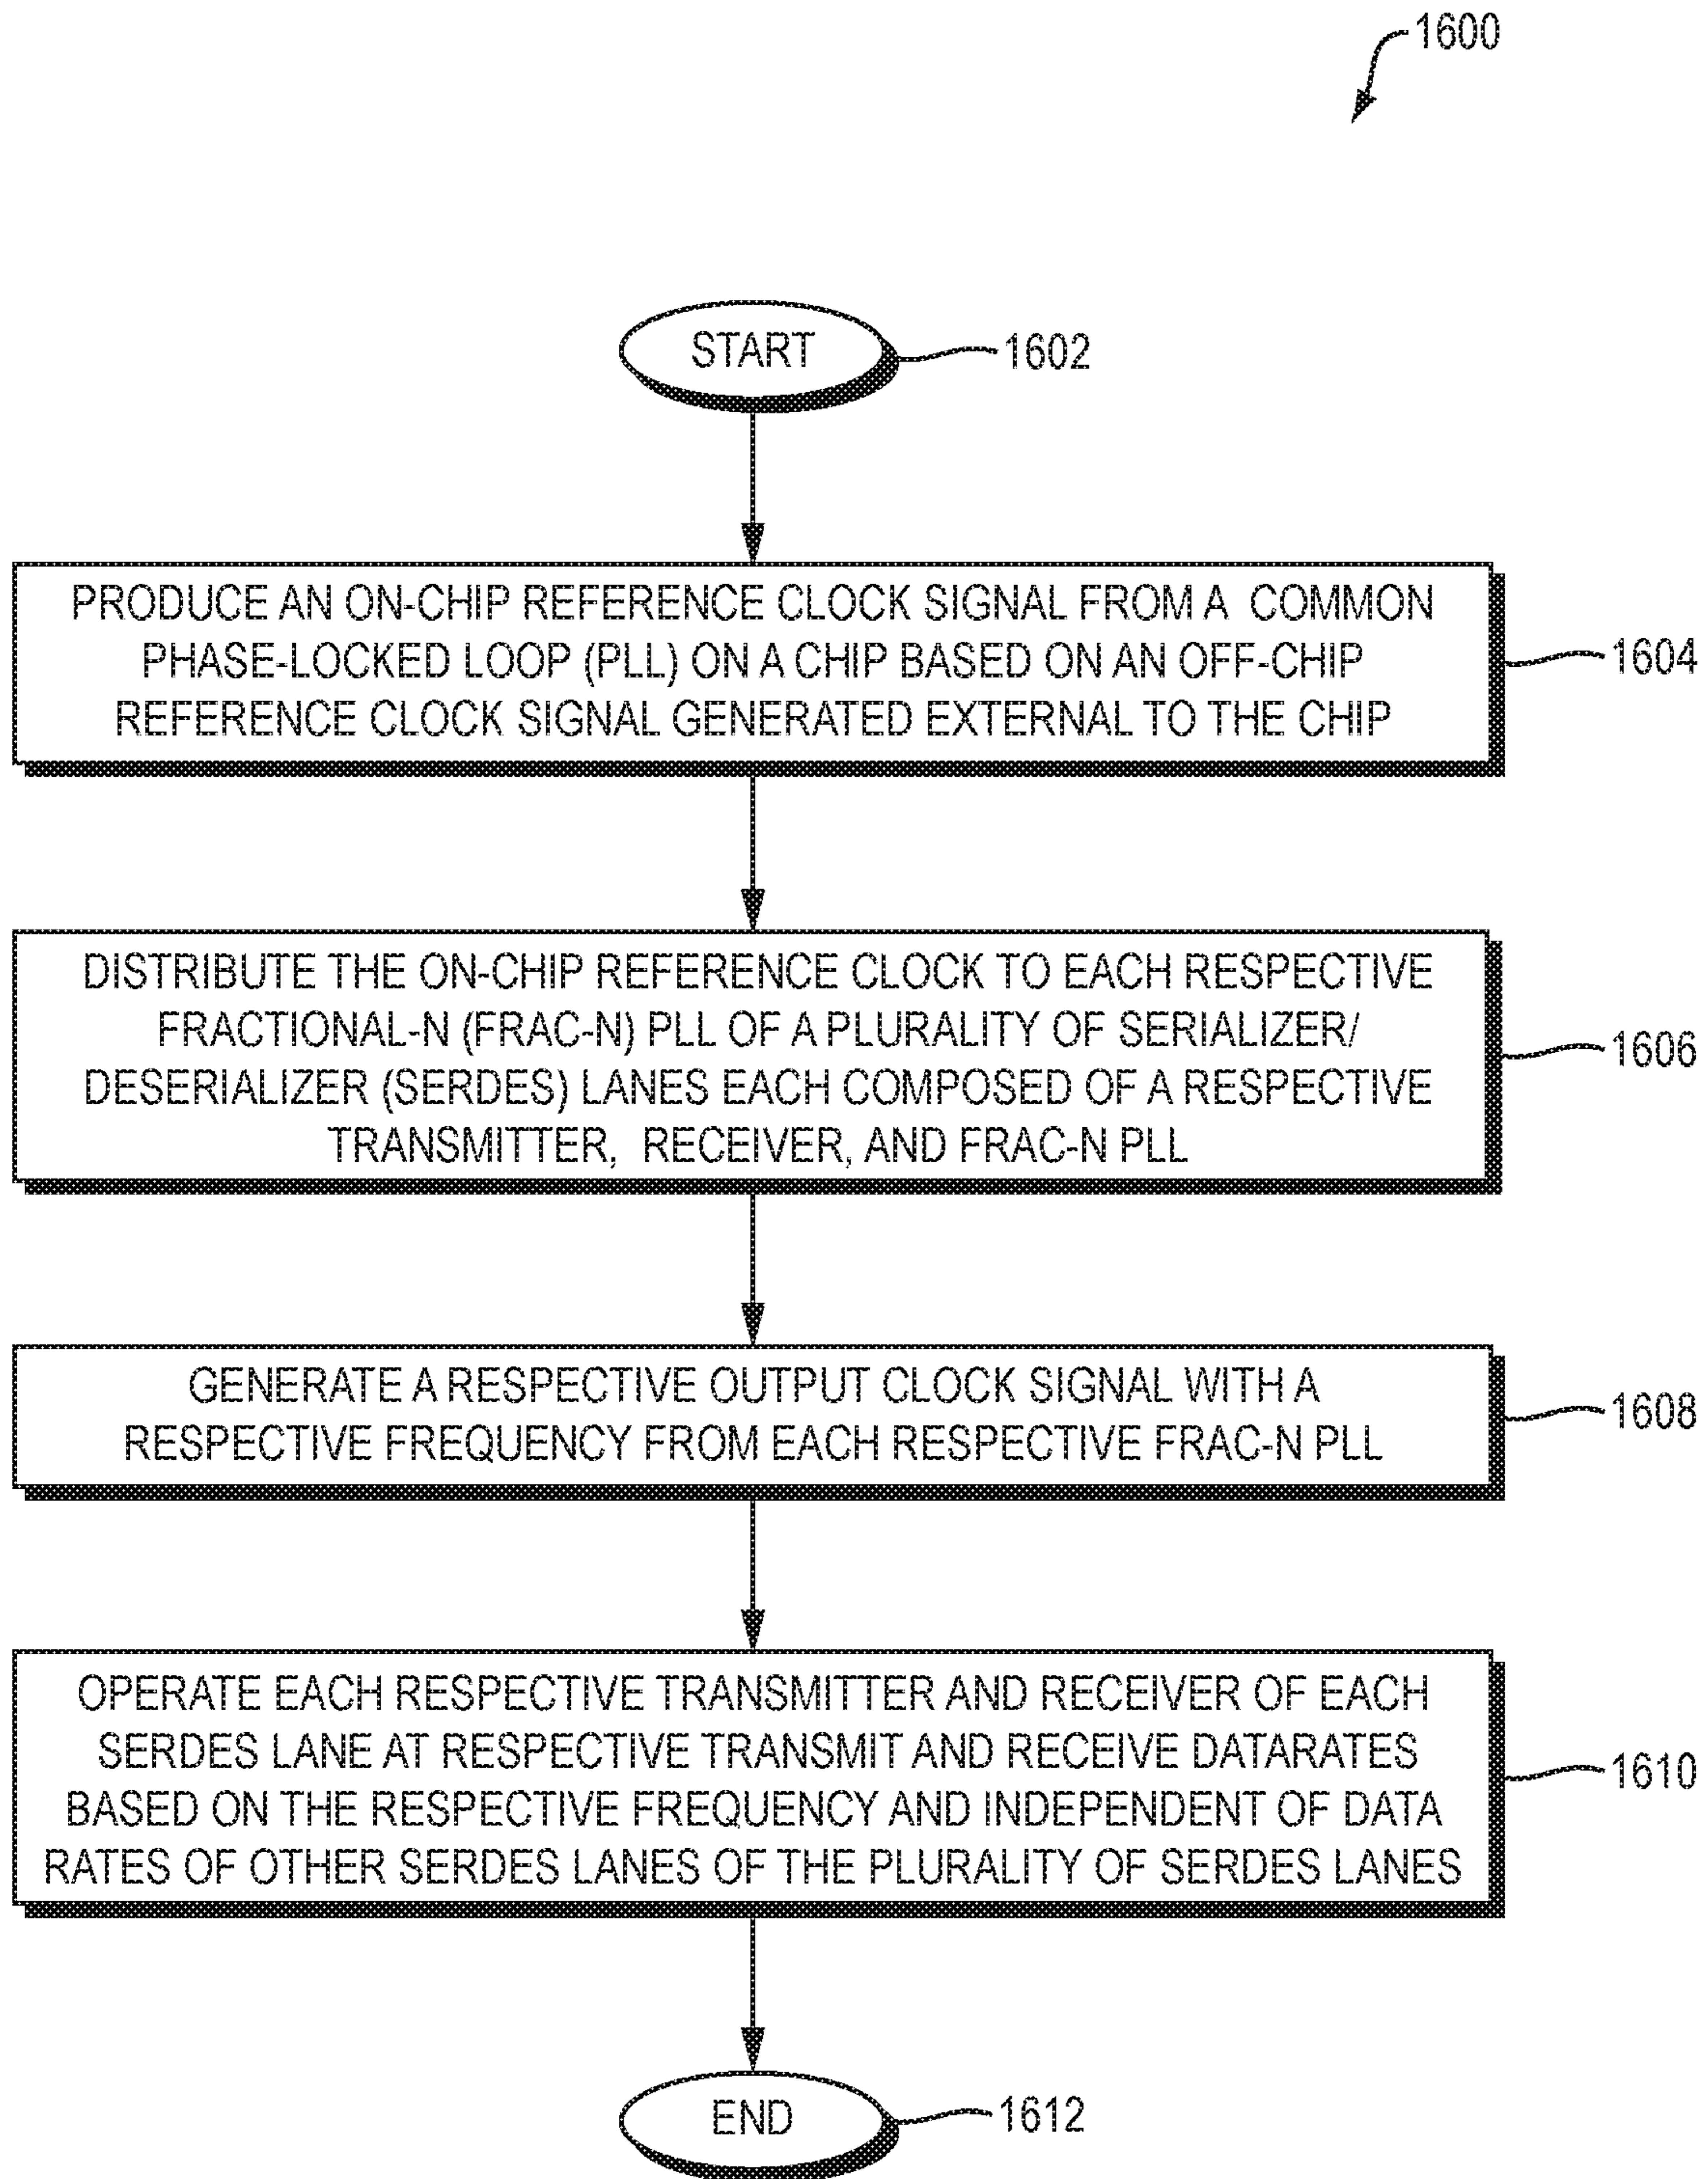 1600
START
1602
PRODUCE AN ON-CHIP REFERENCE CLOCK SIGNAL FROM A COMMON
PHASE-LOCKED LOOP (PLL) ON A CHIP BASED ON AN OFF-CHIP
REFERENCE CLOCK SIGNAL GENERATED EXTERNAL TO THE CHIP
1604
DISTRIBUTE THE ON-CHIP REFERENCE CLOCK TO EACH RESPECTIVE
FRACTIONAL-N (FRAC-N) PLL OF A PLURALITY OF SERIALIZER/
DESERIALIZER (SERDES) LANES EACH COMPOSED OF A RESPECTIVE
TRANSMITTER, RECEIVER, AND FRAC-N PLL
1606
GENERATE A RESPECTIVE OUTPUT CLOCK SIGNAL WITH A
RESPECTIVE FREQUENCY FROM EACH RESPECTIVE FRAC-N PLL
1608
OPERATE EACH RESPECTIVE TRANSMITTER AND RECEIVER OF EACH
SERDES LANE AT RESPECTIVE TRANSMIT AND RECEIVE DATARATES
BASED ON THE RESPECTIVE FREQUENCY AND INDEPENDENT OF DATA
RATES OF OTHER SERDES LANES OF THE PLURALITY OF SERDES LANES
1610
END
1612